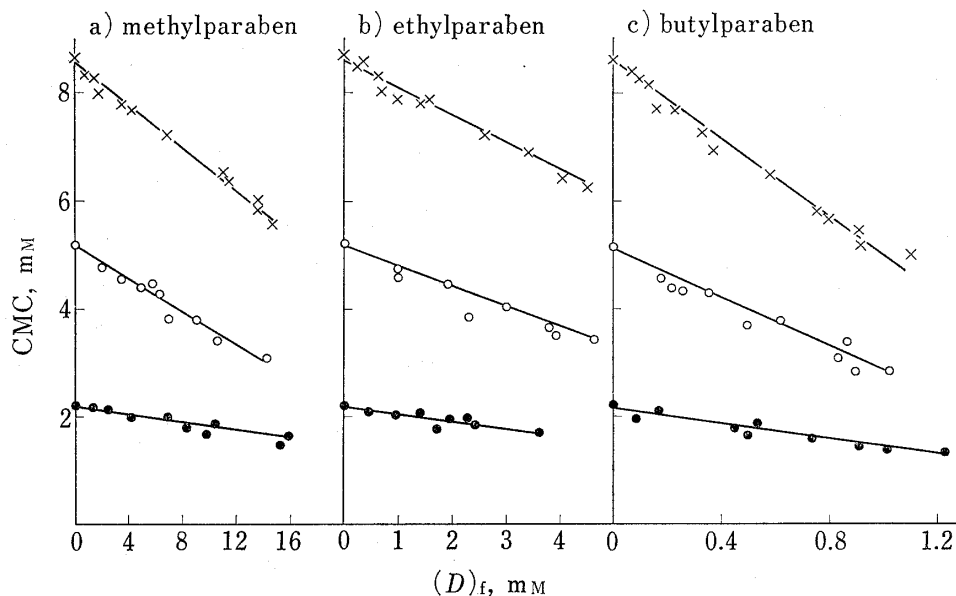 a) methylparaben
b) ethylparaben
c) butylparaben
CMC, mM
8
6
4
2
0 4 8 12 16
0 1 2 3 4
0 0.4 0.8 1.2
(D)f, mM